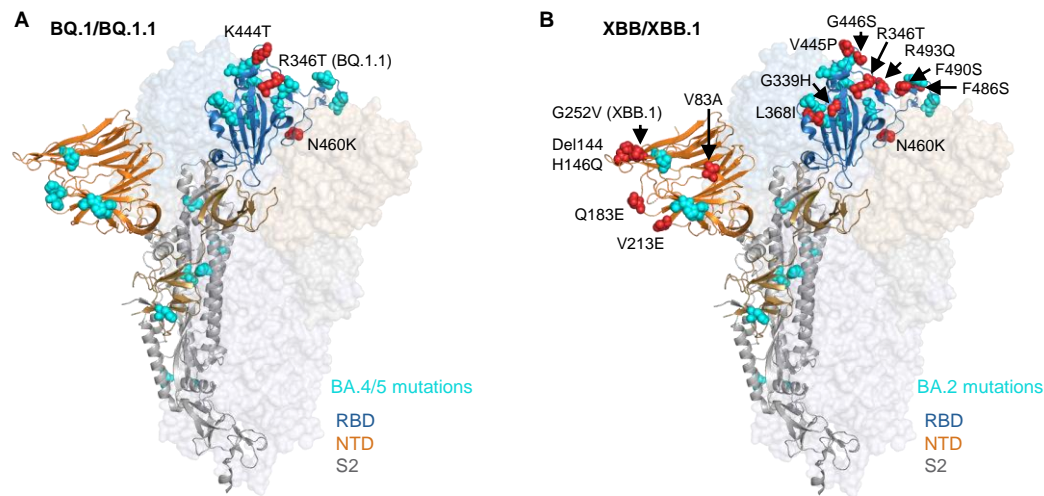 A
BQ.1/BQ.1.1
K444T
R346T (BQ.1.1)
N460K
BA.4/5 mutations
RBD
NTD
S2
B
XBB/XBB.1
G446S
R346T
V445P
R493Q
F490S
G339H
F486S
L368I
V83A
G252V (XBB.1)
N460K
Del144
H146Q
Q183E
V213E
BA.2 mutations
RBD
NTD
S2